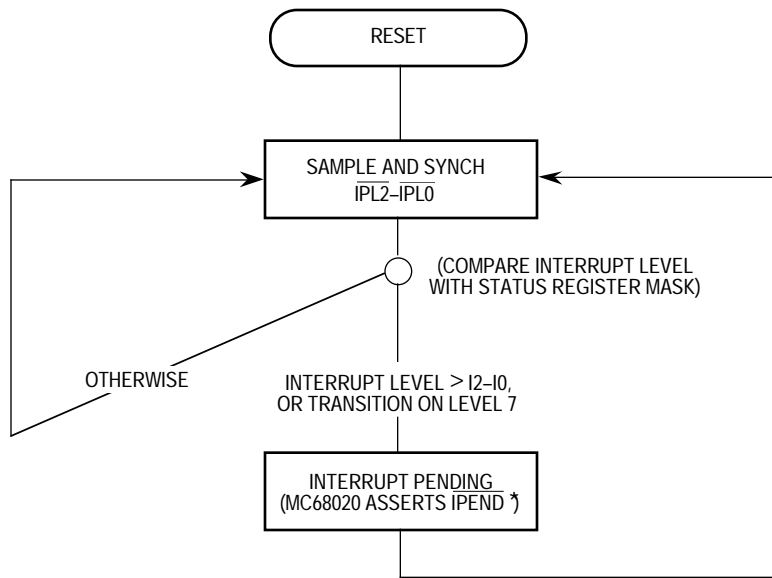 RESET
SAMPLE AND SYNCH
IPL2–IPL0
(COMPARE INTERRUPT LEVEL
WITH STATUS REGISTER MASK)
OTHERWISE
INTERRUPT LEVEL > I2–I0,
OR TRANSITION ON LEVEL 7
INTERRUPT PENDING
(MC68020 ASSERTS IPEND *)